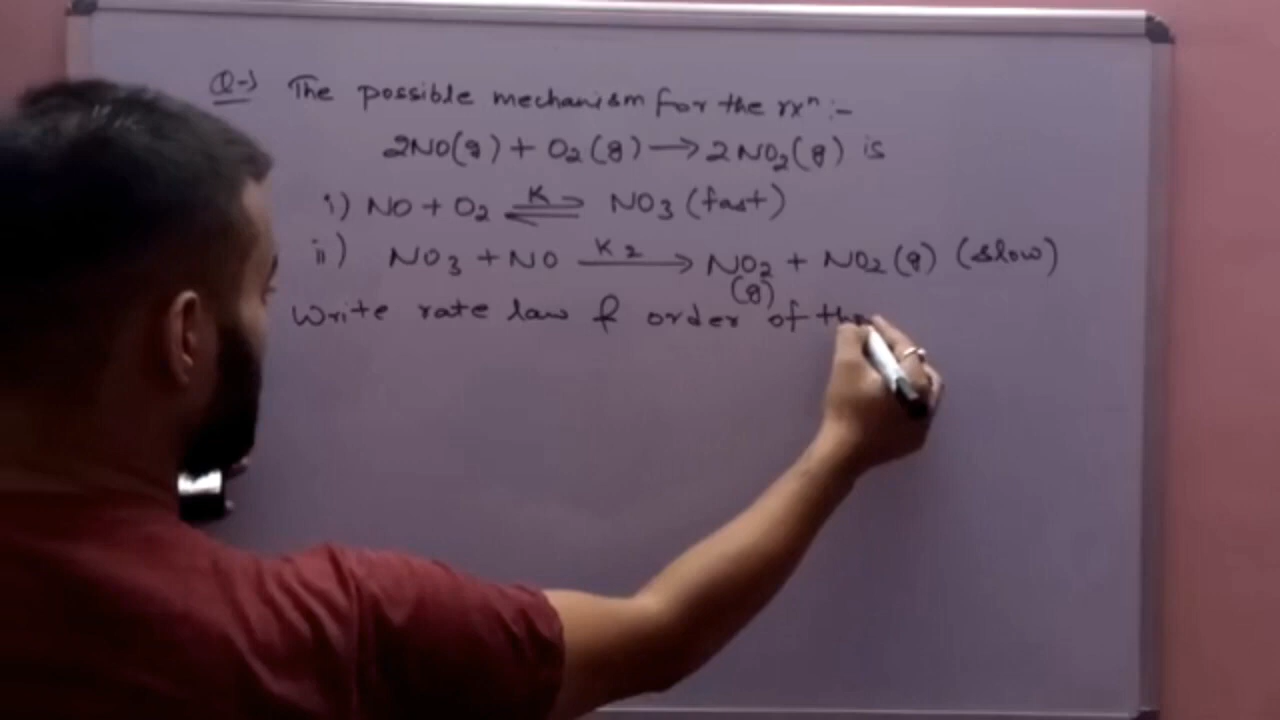 Q→ The possible mechanism for the rxⁿ :-
2NO(g) + O₂(g) → 2NO₂(g) is
i) NO + O₂ ⇌ᴷ NO₃ (fast)
ii) NO₃ + NO —K₂→ NO₂(g) + NO₂(g) (slow)
Write rate law & order of the